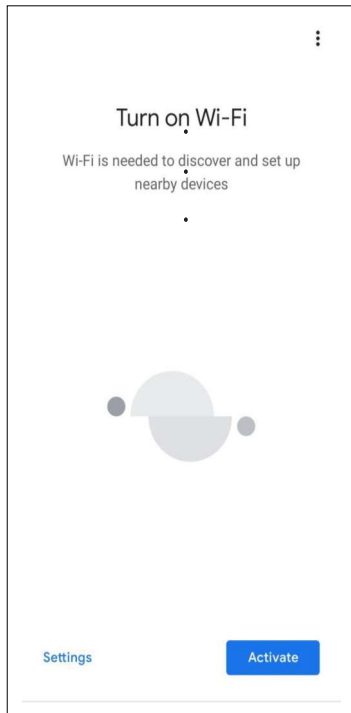 Turn on Wi-Fi
Wi-Fi is needed to discover and set up
nearby devices
Settings
Activate